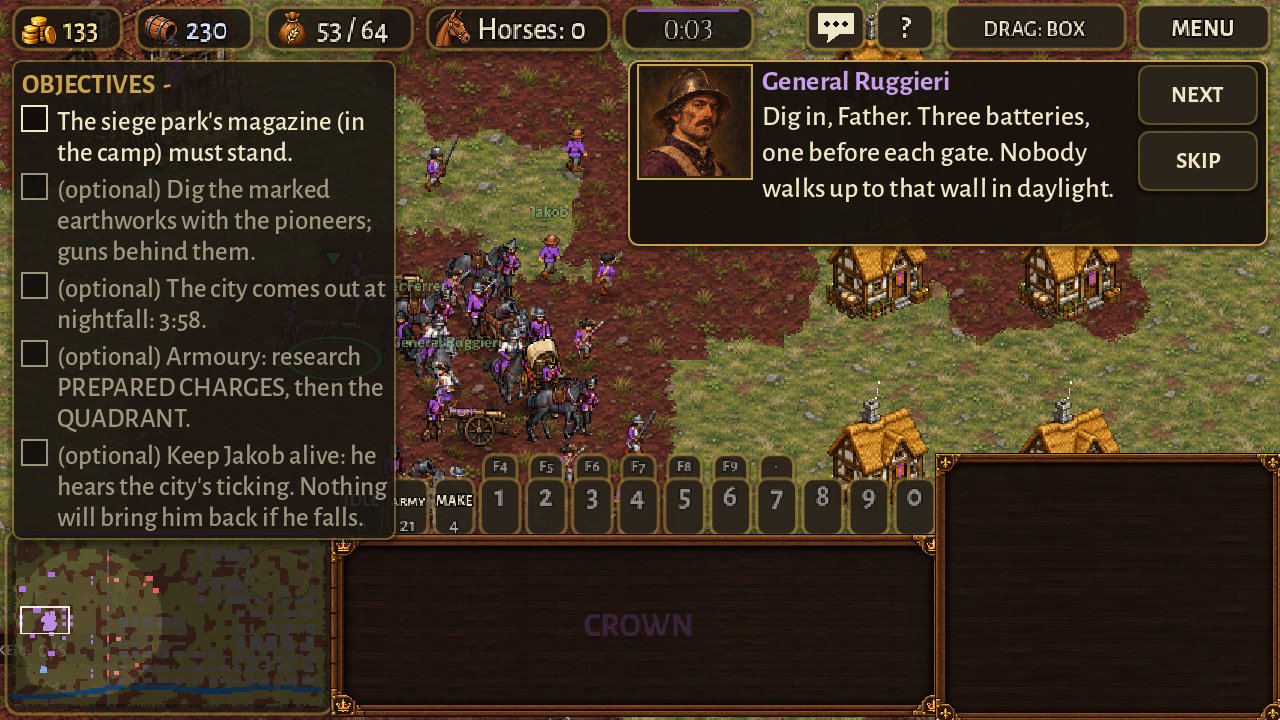 133
230
53 / 64
Horses: 0
0:03
?
DRAG: BOX
MENU
OBJECTIVES -
The siege park's magazine (in
the camp) must stand.
(optional) Dig the marked
earthworks with the pioneers;
guns behind them.
(optional) The city comes out at
nightfall: 3:58.
(optional) Armoury: research
PREPARED CHARGES, then the
QUADRANT.
(optional) Keep Jakob alive: he
hears the city's ticking. Nothing
will bring him back if he falls.
General Ruggieri
Dig in, Father. Three batteries,
one before each gate. Nobody
walks up to that wall in daylight.
NEXT
SKIP
Jakob
General Ruggieri
F4
F5
F6
F7
F8
F9
21
MAKE
4
1
2
3
4
5
6
7
8
9
0
CROWN